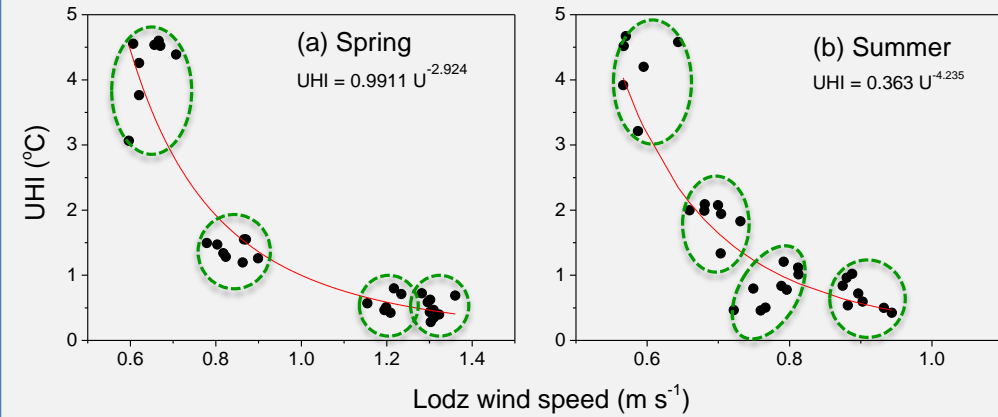 (a) Spring
UHI = 0.9911 U^-2.924
5
4
3
2
1
0
0.6 0.8 1.0 1.2 1.4
UHI (°C)
(b) Summer
UHI = 0.363 U^-4.235
5
4
3
2
1
0
0.6 0.8 1.0
Lodz wind speed (m s^-1)